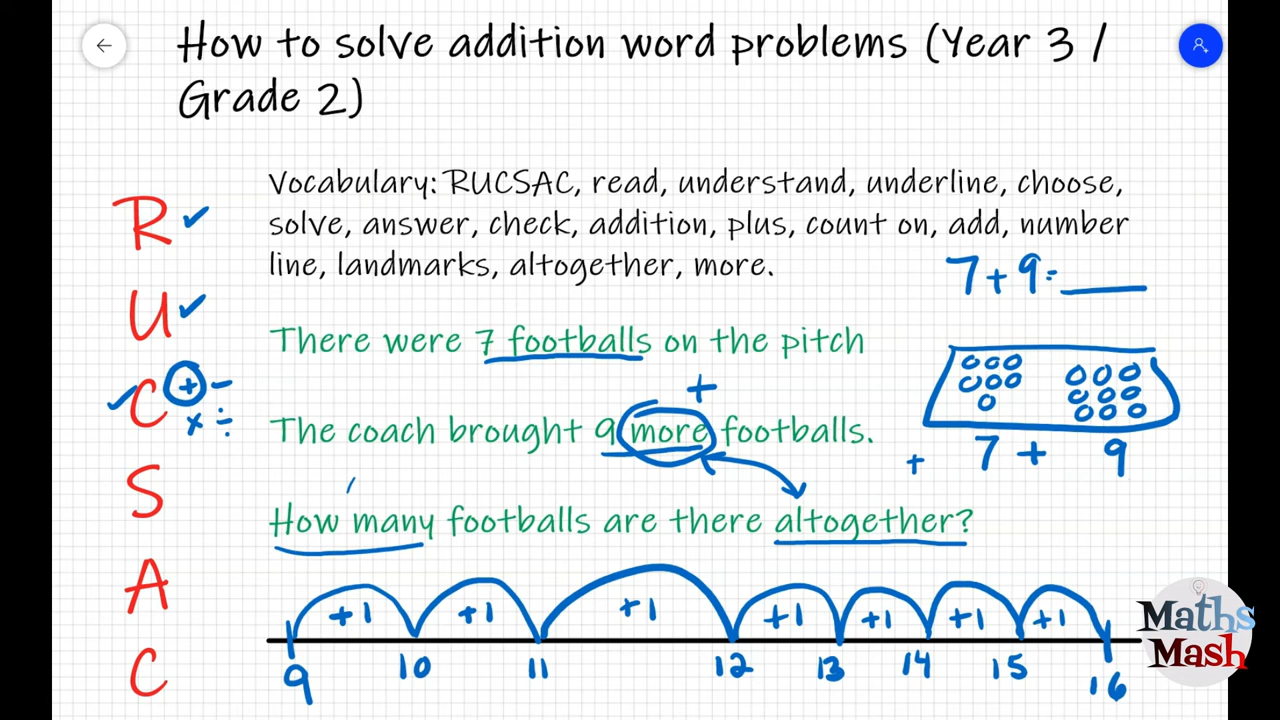 How to solve addition word problems (Year 3 /
Grade 2)
Vocabulary: RUCSAC, read, understand, underline, choose,
solve, answer, check, addition, plus, count on, add, number
line, landmarks, altogether, more.
7+9=___
R
U
C + -
x ÷
S
A
C
There were 7 footballs on the pitch
+
The coach brought 9 more footballs.
+ 7 + 9
How many footballs are there altogether?
+1 +1 +1 +1 +1 +1 +1
9 10 11 12 13 14 15 16
Maths
Mash